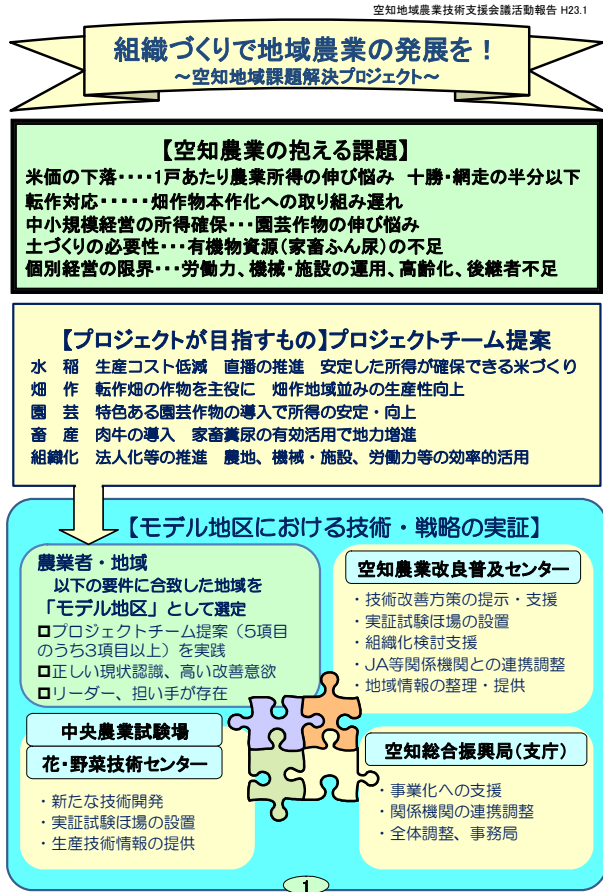 空知地域農業技術支援会議活動報告 H23.1
組織づくりで地域農業の発展を！
～空知地域課題解決プロジェクト～
【空知農業の抱える課題】
米価の下落････1戸あたり農業所得の伸び悩み 十勝・網走の半分以下
転作対応･････畑作物本作化への取り組み遅れ
中小規模経営の所得確保･･･園芸作物の伸び悩み
土づくりの必要性･･･有機物資源（家畜ふん尿）の不足
個別経営の限界･･･労働力、機械・施設の運用、高齢化、後継者不足
【プロジェクトが目指すもの】プロジェクトチーム提案
水 稲 生産コスト低減 直播の推進 安定した所得が確保できる米づくり
畑 作 転作畑の作物を主役に 畑作地域並みの生産性向上
園 芸 特色ある園芸作物の導入で所得の安定・向上
畜 産 肉牛の導入 家畜糞尿の有効活用で地力増進
組織化 法人化等の推進 農地、機械・施設、労働力等の効率的活用
【モデル地区における技術・戦略の実証】
農業者・地域
以下の要件に合致した地域を
「モデル地区」として選定
□プロジェクトチーム提案（5項目
のうち3項目以上）を実践
□正しい現状認識、高い改善意欲
□リーダー、担い手が存在
空知農業改良普及センター
・技術改善方策の提示・支援
・実証試験ほ場の設置
・組織化検討支援
・JA等関係機関との連携調整
・地域情報の整理・提供
中央農業試験場
花・野菜技術センター
・新たな技術開発
・実証試験ほ場の設置
・生産技術情報の提供
空知総合振興局（支庁）
・事業化への支援
・関係機関の連携調整
・全体調整、事務局
1